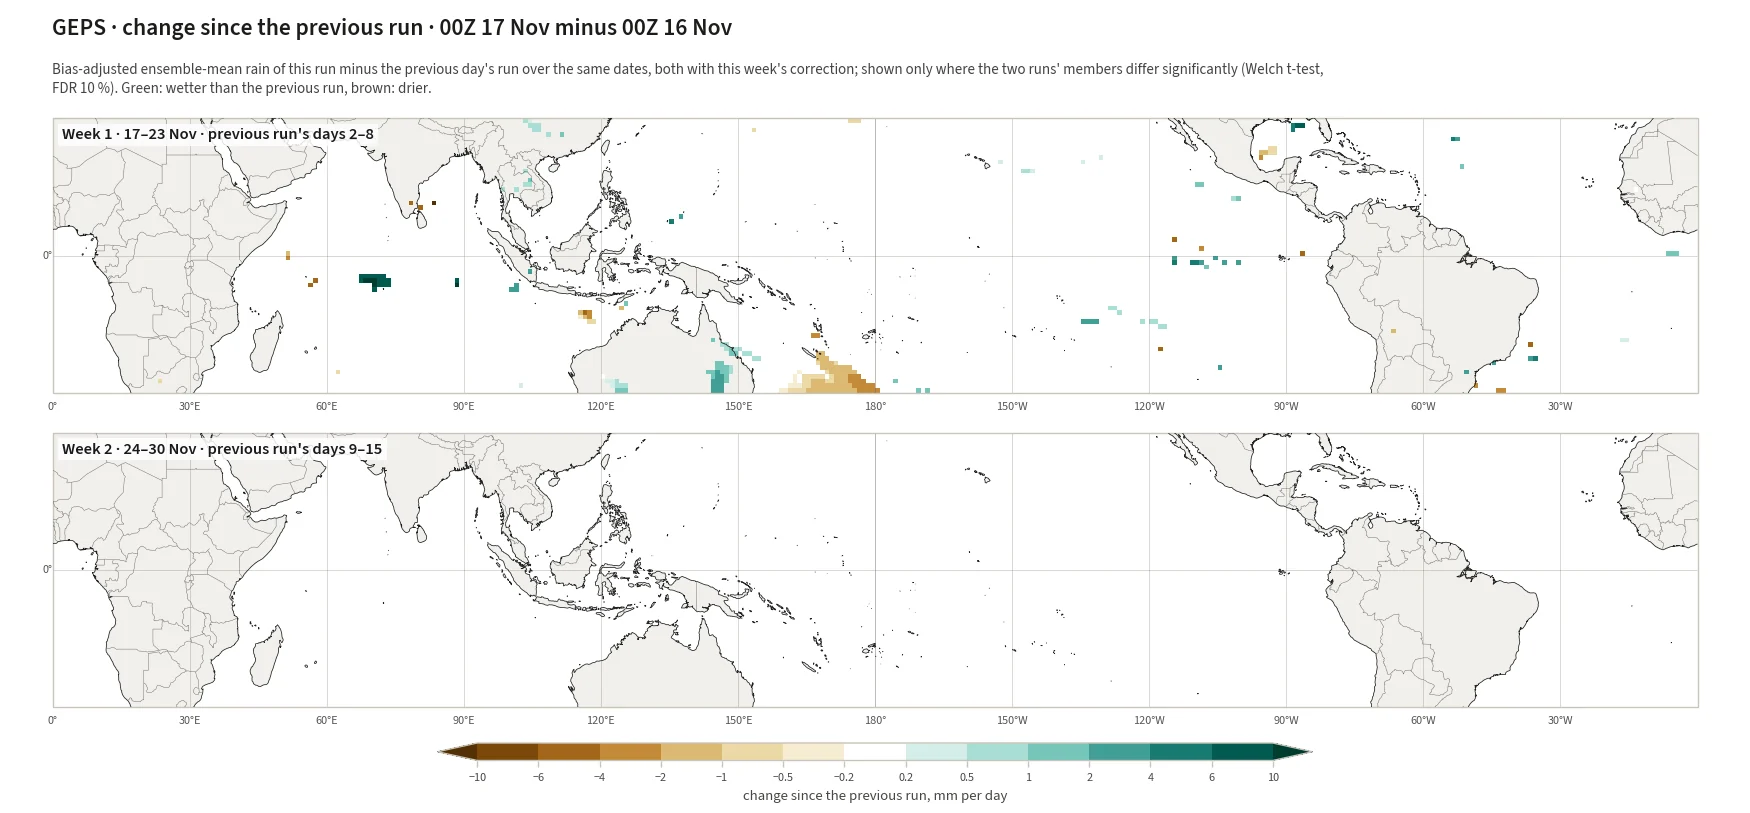 GEPS · change since the previous run · 00Z 17 Nov minus 00Z 16 Nov
Bias-adjusted ensemble-mean rain of this run minus the previous day's run over the same dates, both with this week's correction; shown only where the two runs' members differ significantly (Welch t-test,
FDR 10 %). Green: wetter than the previous run, brown: drier.
Week 1 · 17–23 Nov · previous run's days 2–8
0°
0° 30°E 60°E 90°E 120°E 150°E 180° 150°W 120°W 90°W 60°W 30°W
Week 2 · 24–30 Nov · previous run's days 9–15
0°
0° 30°E 60°E 90°E 120°E 150°E 180° 150°W 120°W 90°W 60°W 30°W
−10 −6 −4 −2 −1 −0.5 −0.2 0.2 0.5 1 2 4 6 10
change since the previous run, mm per day